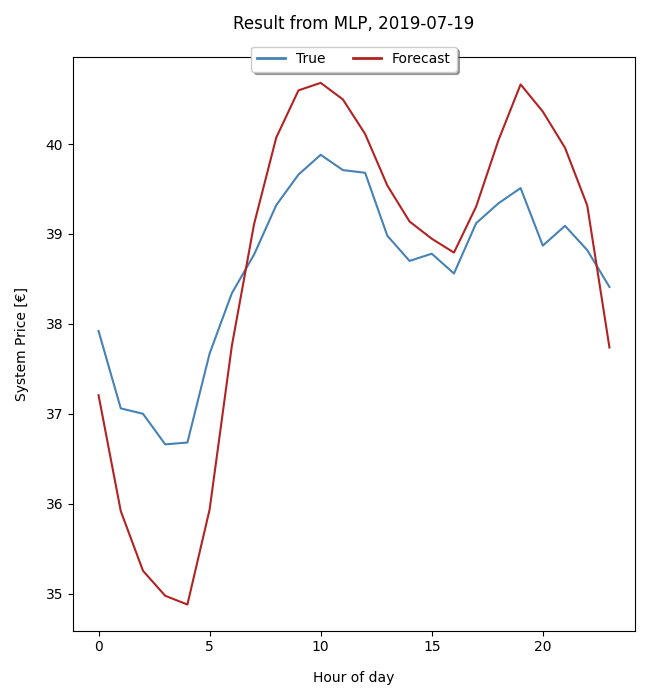 Result from MLP, 2019-07-19
True Forecast
40
39
38
37
36
35
System Price [€]
0 5 10 15 20
Hour of day